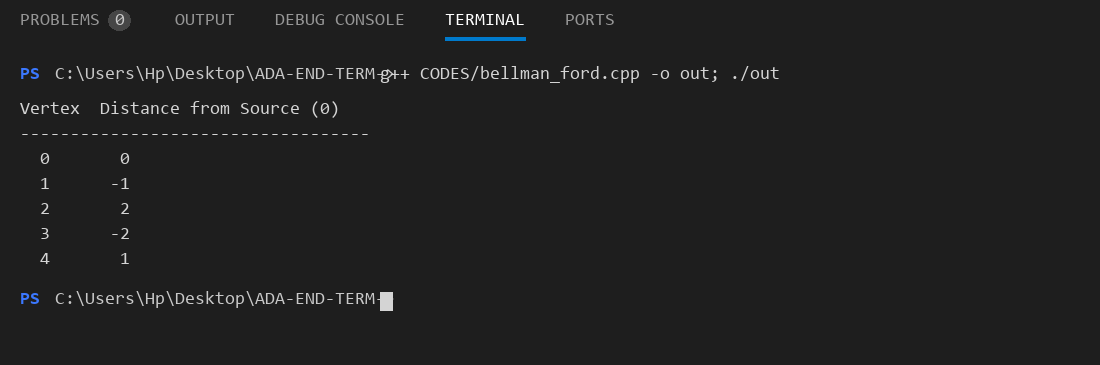 PROBLEMS 0 OUTPUT DEBUG CONSOLE TERMINAL PORTS
PS C:\Users\Hp\Desktop\ADA-END-TERM-> g++ CODES/bellman_ford.cpp -o out; ./out
Vertex  Distance from Source (0)
-----------------------------------
0 0
1 -1
2 2
3 -2
4 1
PS C:\Users\Hp\Desktop\ADA-END-TERM-